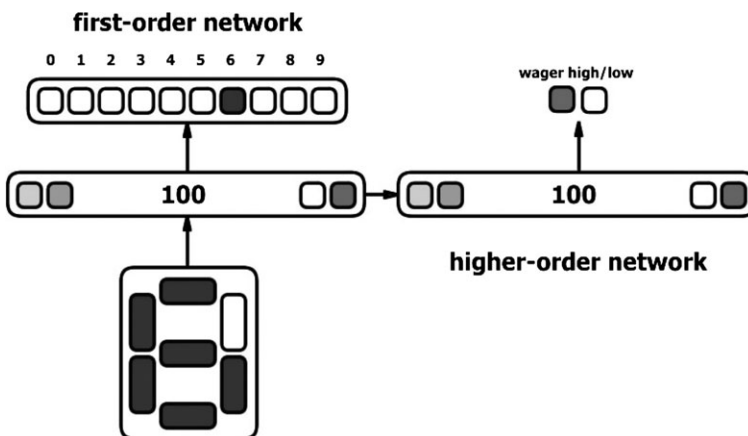 first-order network
0 1 2 3 4 5 6 7 8 9
wager high/low
100
100
higher-order network